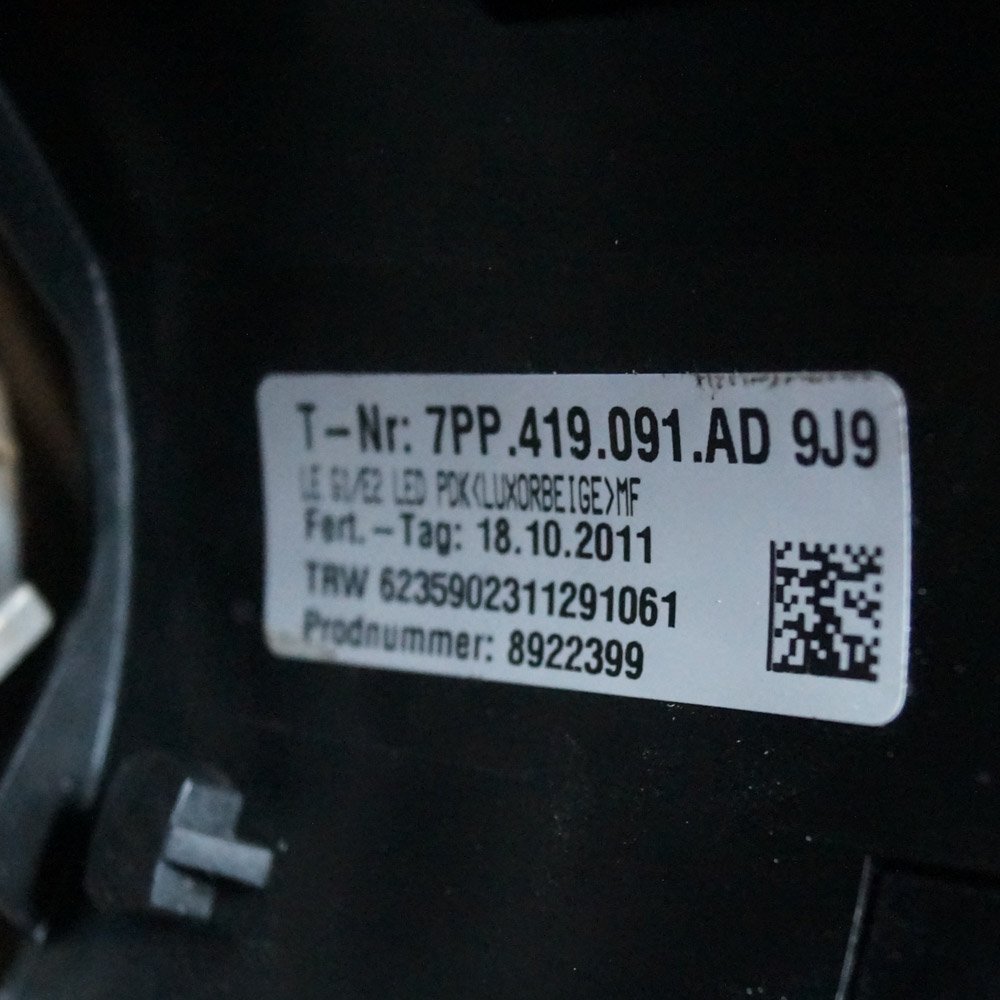 T-Nr: 7PP.419.091.AD 9J9
LE G1/E2 LED PDK<LUXORBEIGE>MF
Fert.-Tag: 18.10.2011
TRW 6235902311291061
Prodnummer: 8922399